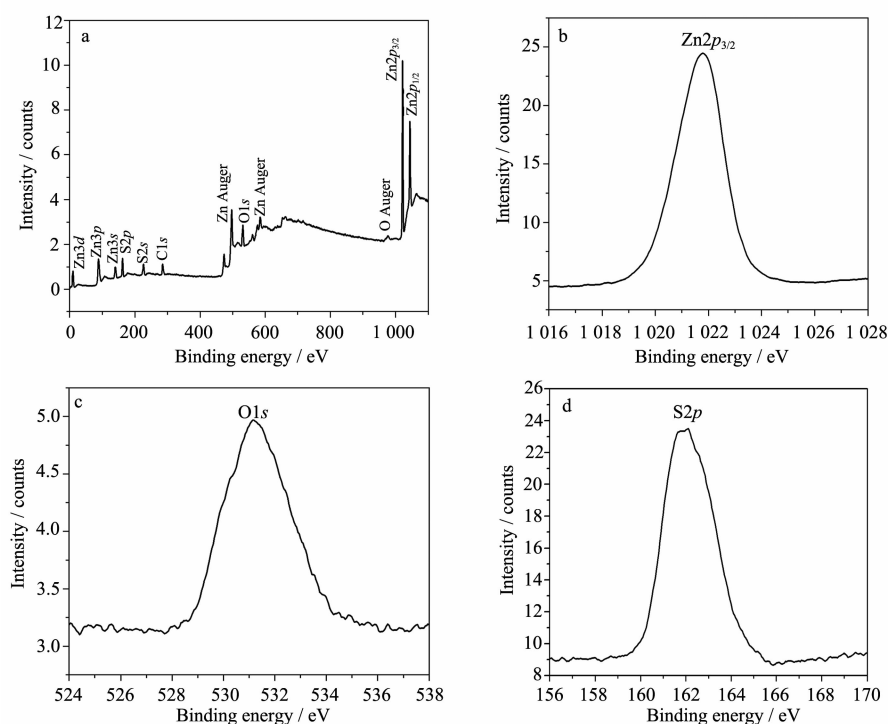 a
Intensity / counts
12
10
8
6
4
2
0
Zn3d
Zn3p
Zn3s
S2p
S2s
C1s
Zn Auger
O1s
Zn Auger
O Auger
Zn2p3/2
Zn2p1/2
0 200 400 600 800 1 000
Binding energy / eV
b
Zn2p3/2
Intensity / counts
25
20
15
10
5
1 016 1 018 1 020 1 022 1 024 1 026 1 028
Binding energy / eV
c
O1s
Intensity / counts
5.0
4.5
4.0
3.5
3.0
524 526 528 530 532 534 536 538
Binding energy / eV
d
S2p
Intensity / counts
26
24
22
20
18
16
14
12
10
8
156 158 160 162 164 166 168 170
Binding energy / eV